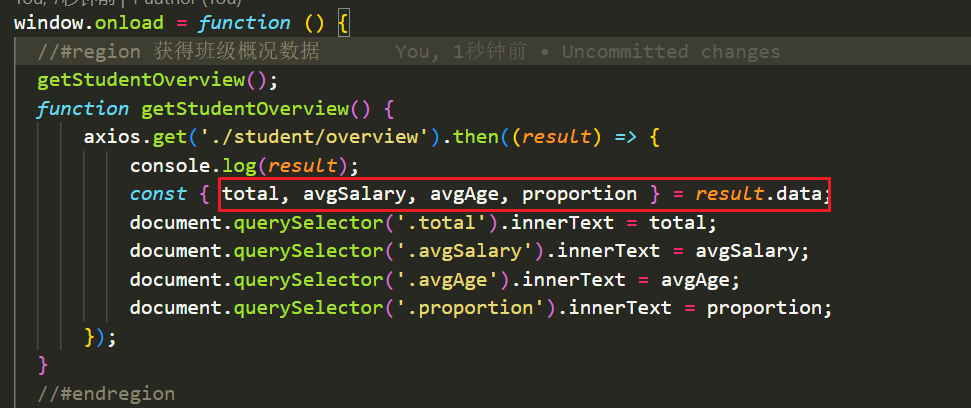 You, 7秒钟前 | 1 author (You)
window.onload = function () {
//#region 获得班级概况数据 You, 1秒钟前 • Uncommitted changes
getStudentOverview();
function getStudentOverview() {
axios.get('./student/overview').then((result) => {
console.log(result);
const { total, avgSalary, avgAge, proportion } = result.data;
document.querySelector('.total').innerText = total;
document.querySelector('.avgSalary').innerText = avgSalary;
document.querySelector('.avgAge').innerText = avgAge;
document.querySelector('.proportion').innerText = proportion;
});
}
//#endregion